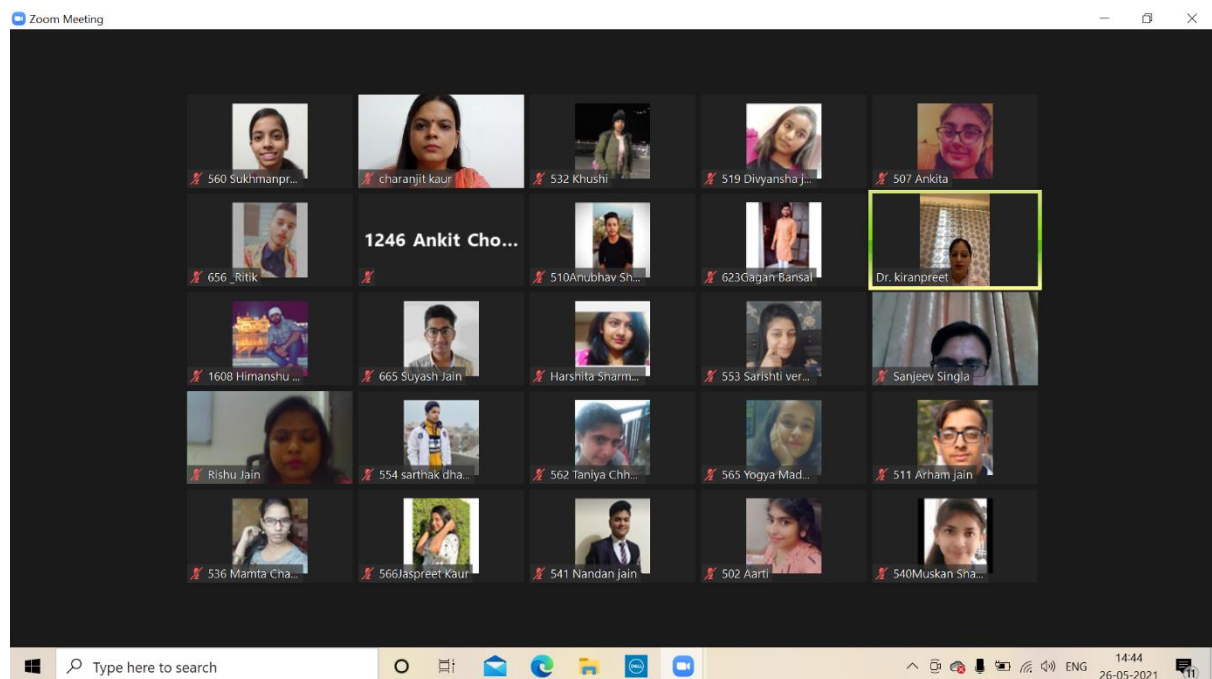 Zoom Meeting
560 Sukhmanpr...
charanjit kaur
532 Khushi
519 Divyansha j...
507 Ankita
656 _Ritik
1246 Ankit Cho...
510Anubhav Sh...
623Gagan Bansal
Dr. kiranpreet
1608 Himanshu ...
665 Suyash Jain
Harshita Sharm...
553 Sarishti ver...
Sanjeev Singla
Rishu Jain
554 sarthak dha...
562 Taniya Chh...
565 Yogya Mad...
511 Arham jain
536 Mamta Cha...
566Jaspreet Kaur
541 Nandan jain
502 Aarti
540Muskan Sha...
Type here to search
DELL
ENG
14:44
26-05-2021
11